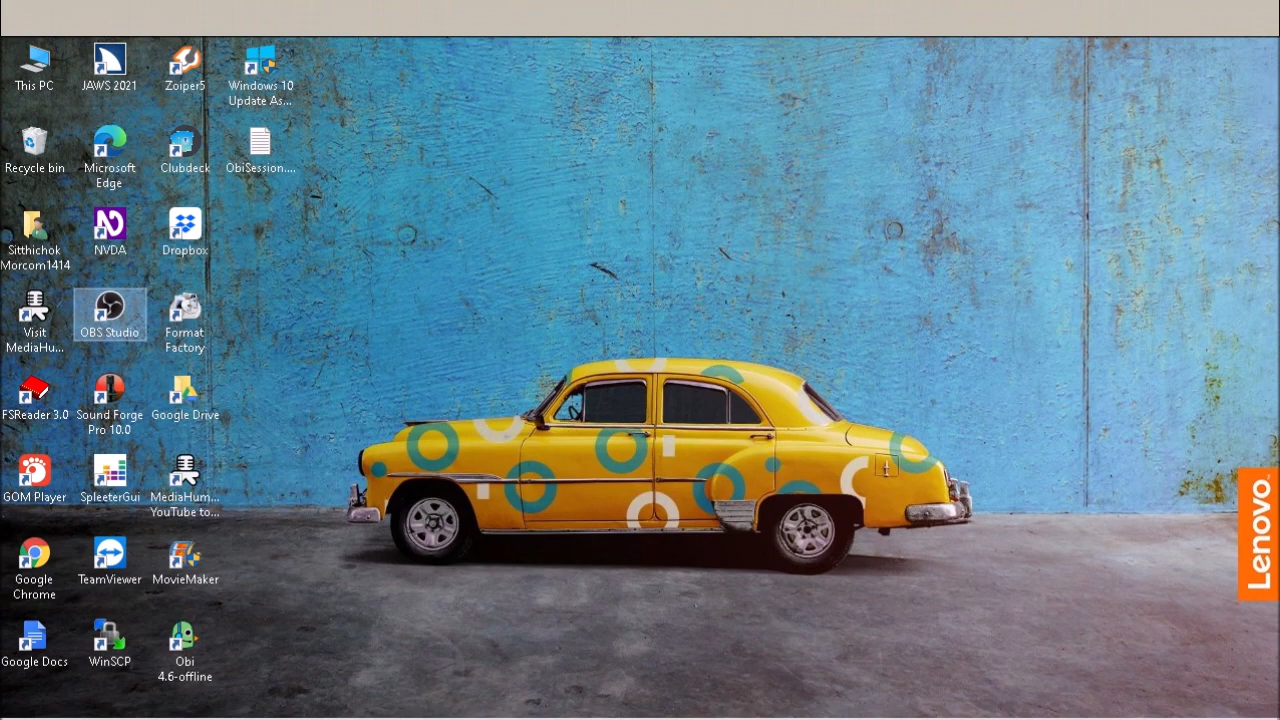 This PC
JAWS 2021
Zoiper5
Windows 10
Update As...
Recycle bin
Microsoft
Edge
Clubdeck
ObiSession....
Sitthichok
Morcom1414
NVDA
Dropbox
Visit
MediaHu...
OBS Studio
Format
Factory
FSReader 3.0
Sound Forge
Pro 10.0
Google Drive
GOM Player
SpleeterGui
MediaHum...
YouTube to...
Google
Chrome
TeamViewer
MovieMaker
Google Docs
WinSCP
Obi
4.6-offline
Lenovo